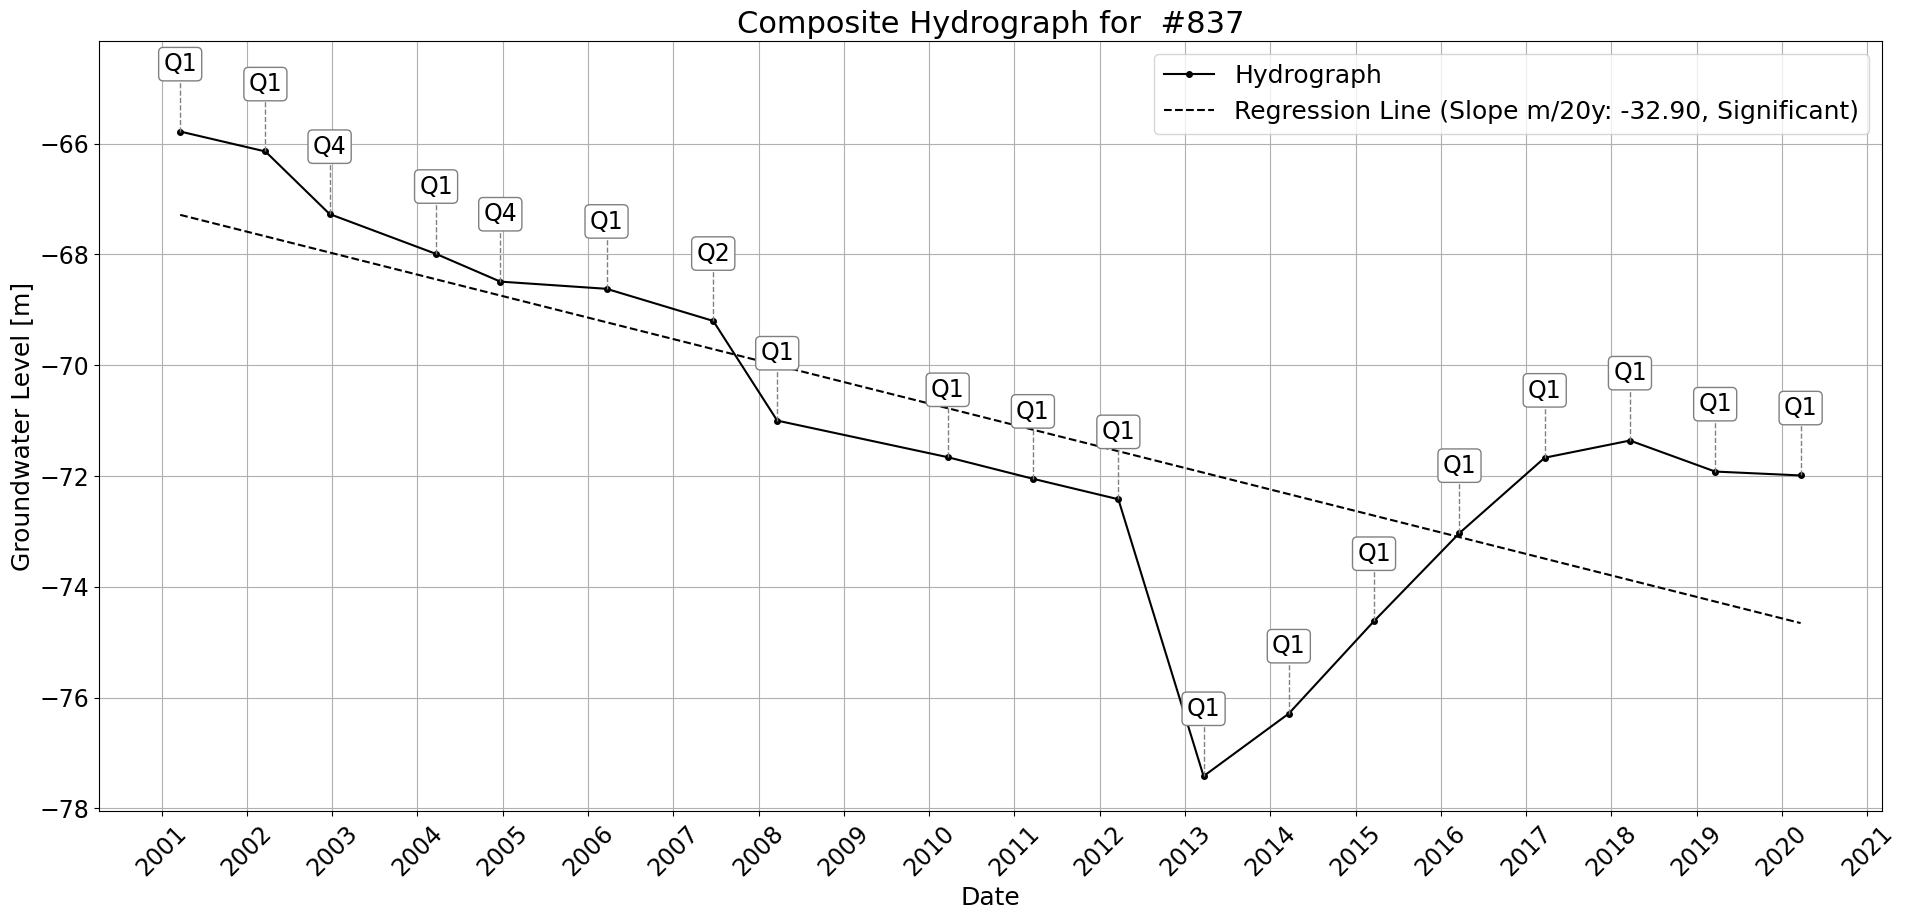 Composite Hydrograph for  #837
Hydrograph
Regression Line (Slope m/20y: -32.90, Significant)
Groundwater Level [m]
−66
−68
−70
−72
−74
−76
−78
Q1
Q1
Q4
Q1
Q4
Q1
Q2
Q1
Q1
Q1
Q1
Q1
Q1
Q1
Q1
Q1
Q1
Q1
Q1
2001
2002
2003
2004
2005
2006
2007
2008
2009
2010
2011
2012
2013
2014
2015
2016
2017
2018
2019
2020
2021
Date